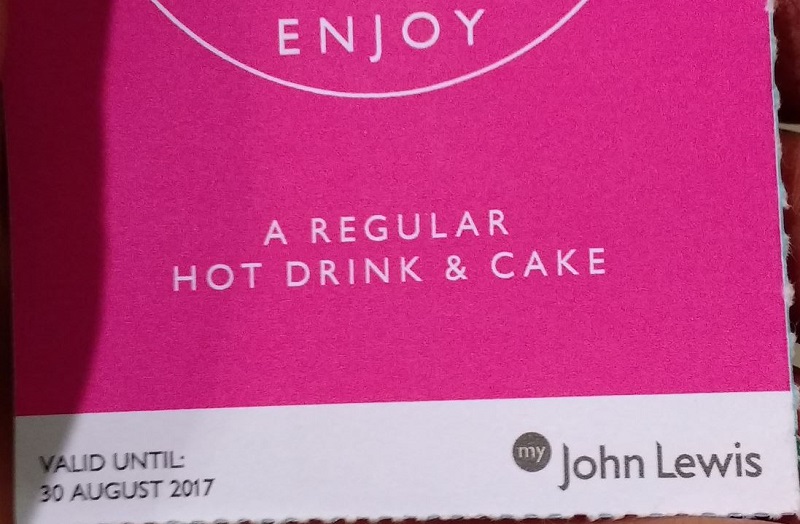 ENJOY
A REGULAR
HOT DRINK & CAKE
VALID UNTIL:
30 AUGUST 2017
my John Lewis